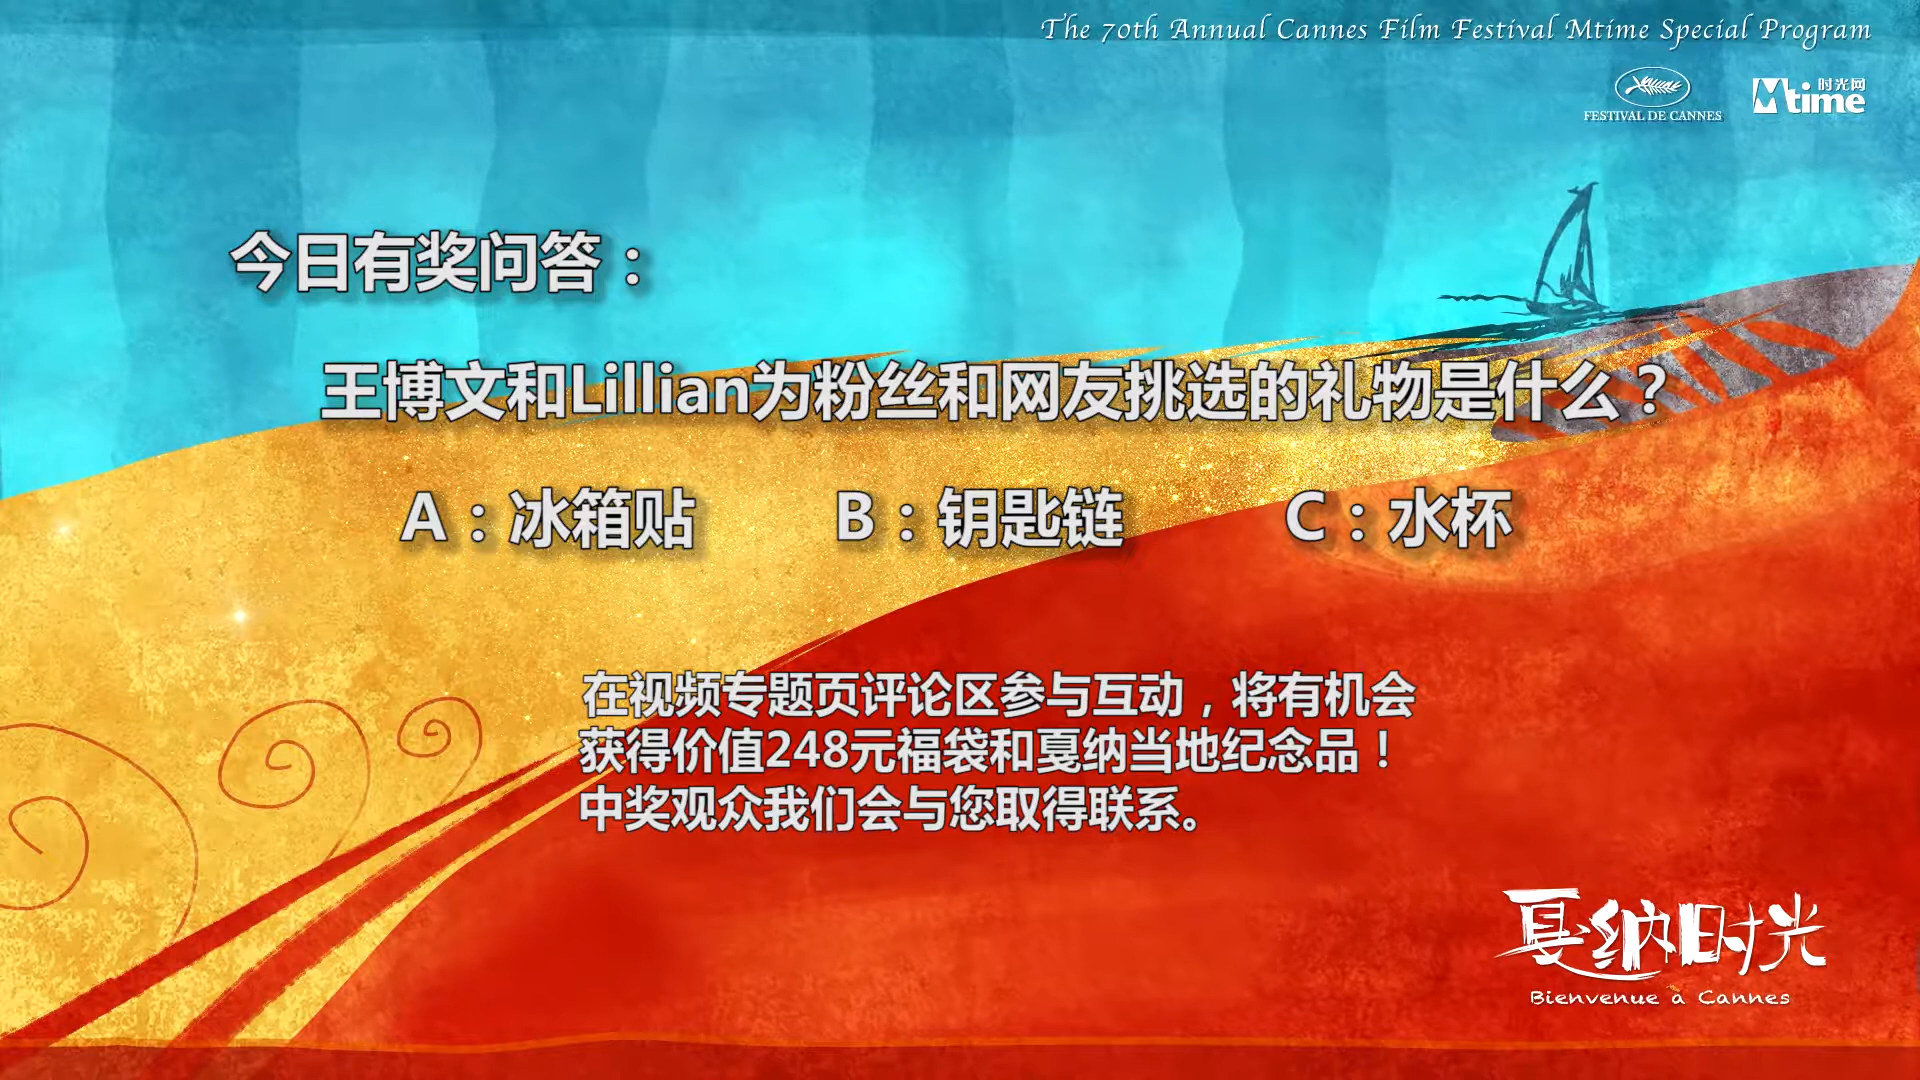 The 70th Annual Cannes Film Festival Mtime Special Program
FESTIVAL DE CANNES
时光网
Mtime
今日有奖问答：
王博文和Lillian为粉丝和网友挑选的礼物是什么？
A：冰箱贴 B：钥匙链 C：水杯
在视频专题页评论区参与互动，将有机会
获得价值248元福袋和戛纳当地纪念品！
中奖观众我们会与您取得联系。
戛纳时光
Bienvenue à Cannes